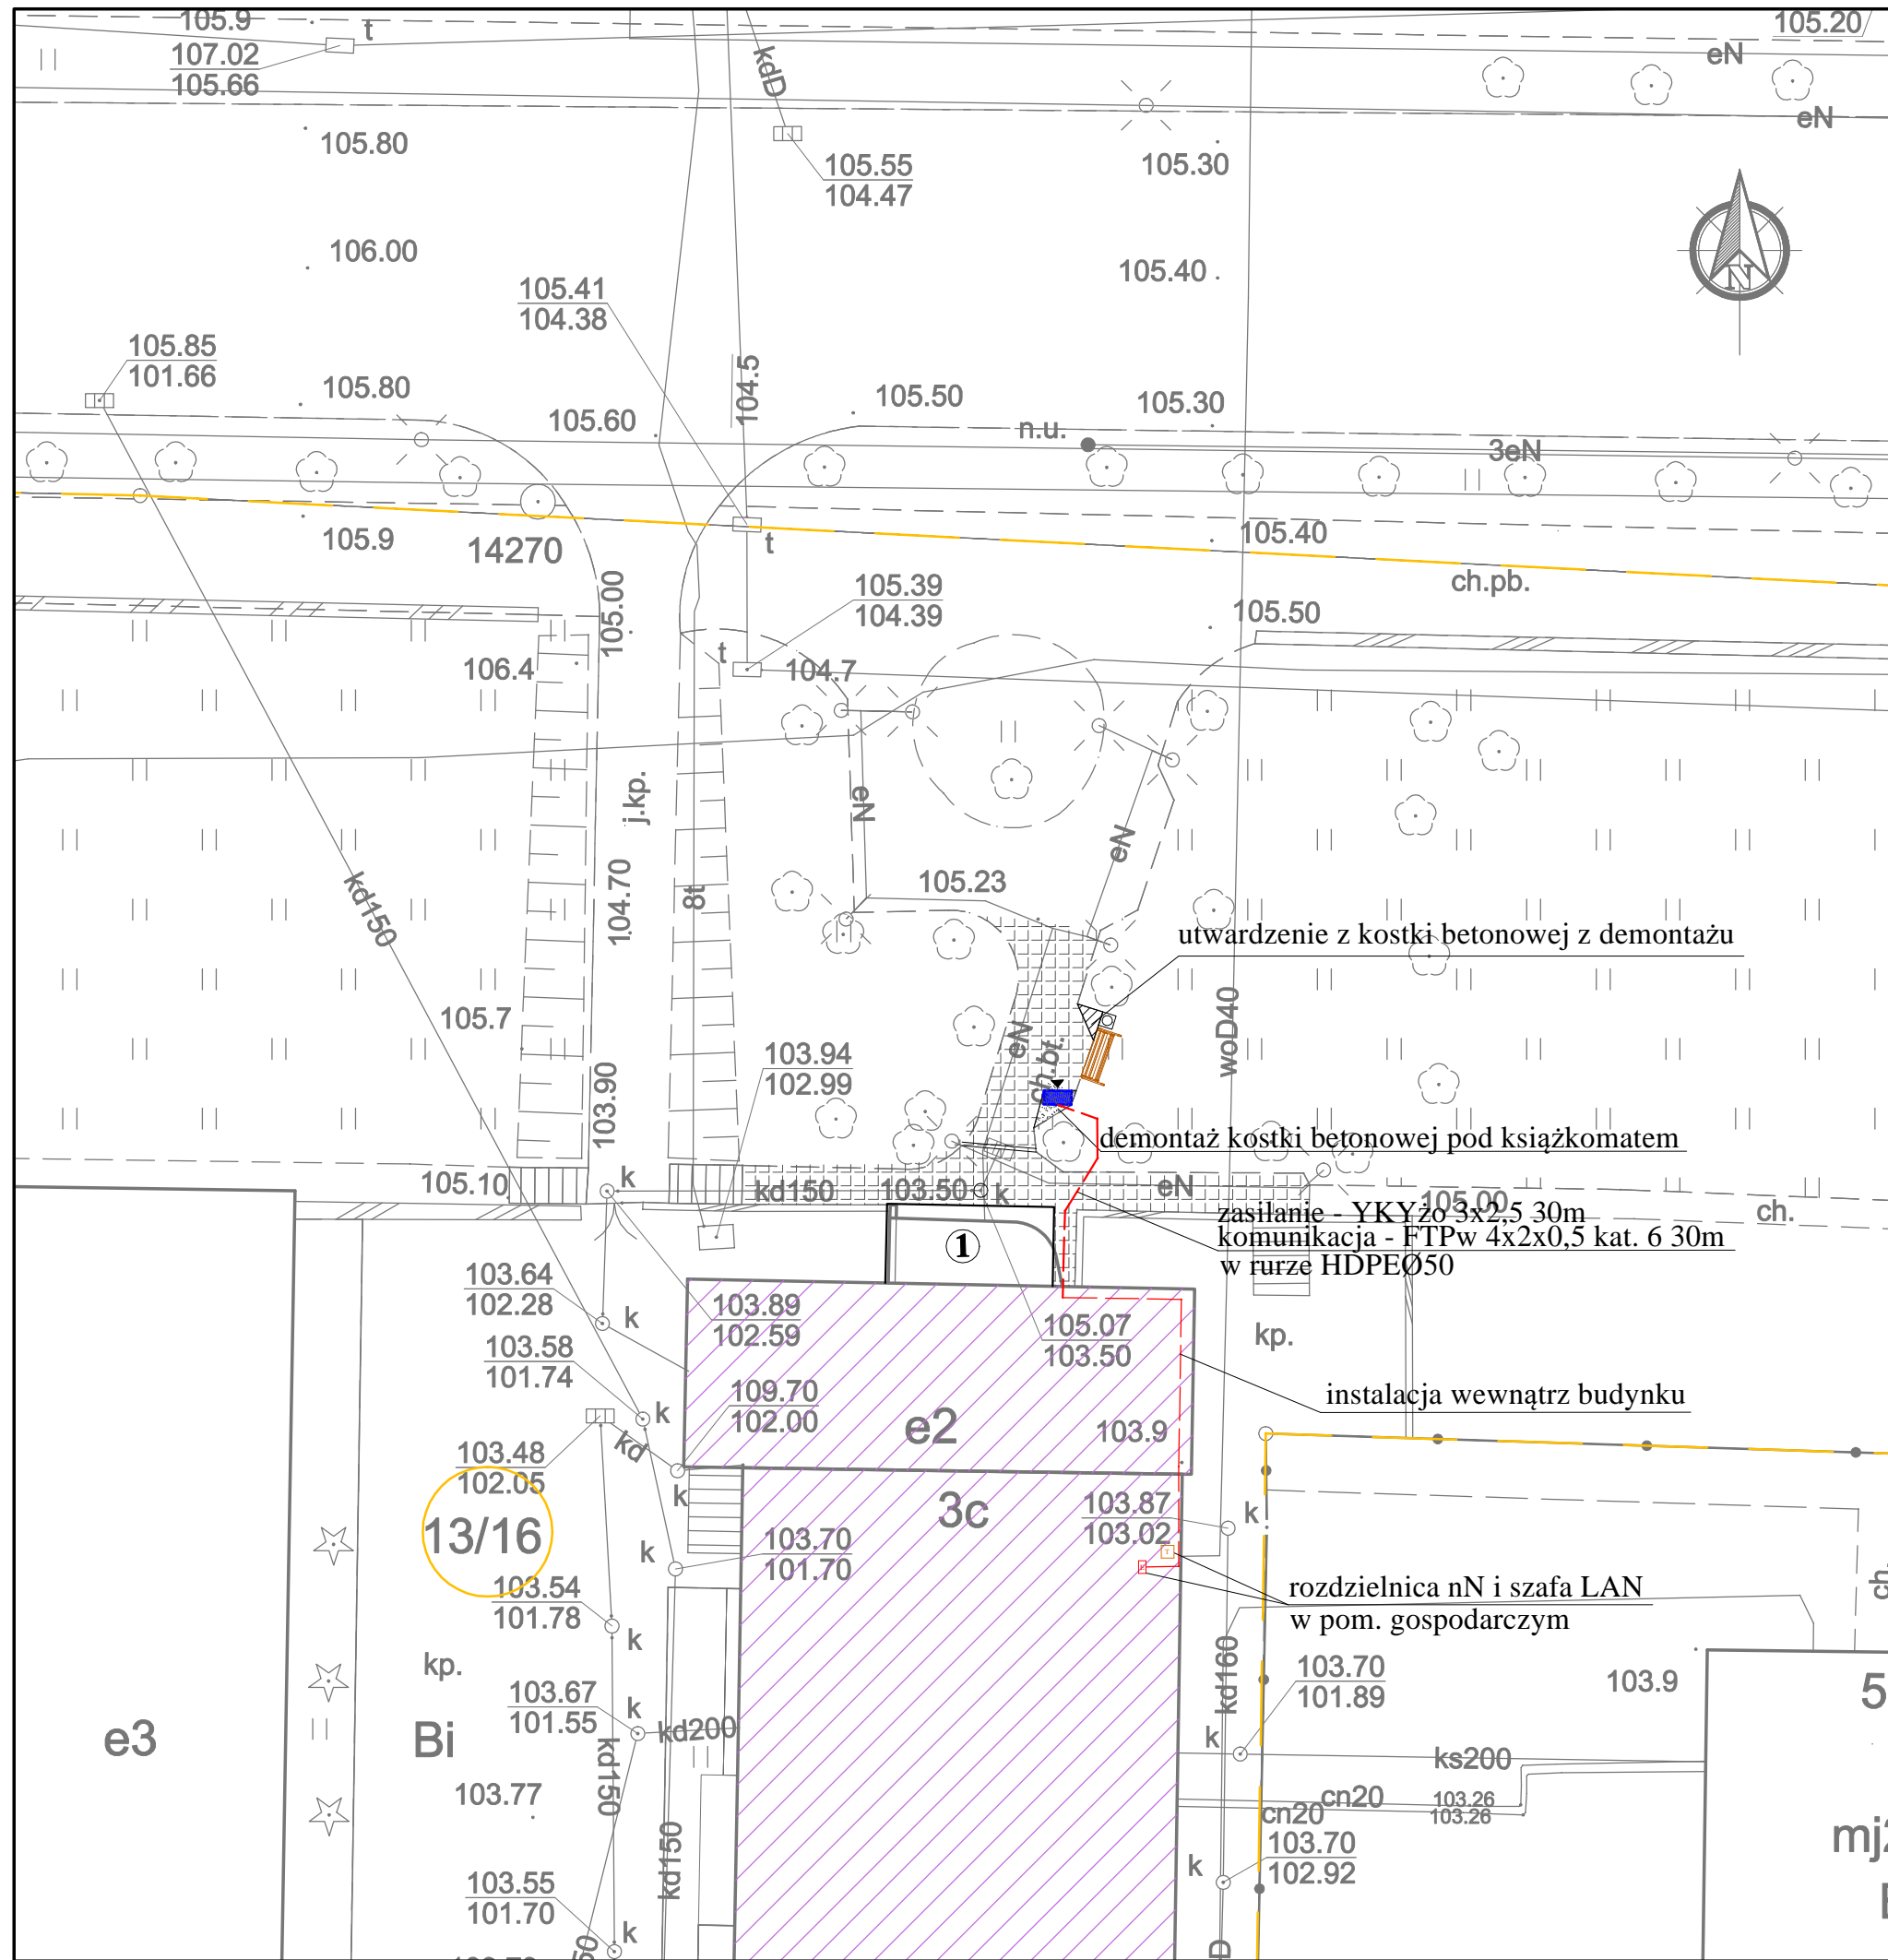 105.9
t
107.02
105.66
kdD
105.20
eN
eN
105.80
105.55
104.47
105.30
106.00
105.40
N
105.41
104.38
105.85
101.66
105.80
104.5
105.60
105.50
105.30
n.u.
3eN
105.9
14270
t
105.40
ch.pb.
105.00
105.39
104.39
105.50
106.4
t
104.7
j.kp.
eN
eN
104.70
8t
105.23
kd150
utwardzenie z kostki betonowej z demontażu
105.7
eN
ch.bt.
woD40
103.94
102.99
103.90
demontaż kostki betonowej pod książkomatem
105.10
k
kd150
103.50
k
eN
105.00
ch.
zasilanie - YKYżo 3x2,5 30m
komunikacja - FTPw 4x2x0,5 kat. 6 30m
w rurze HDPEØ50
1
103.64
102.28
k
103.89
102.59
105.07
103.50
kp.
103.58
101.74
k
109.70
102.00
instalacja wewnątrz budynku
e2
103.9
kd
103.48
102.05
k
3c
103.87
103.02
k
13/16
k
103.70
101.70
103.54
101.78
k
rozdzielnica nN i szafa LAN
w pom. gospodarczym
ch
kp.
103.67
101.55
k
kd200
kd160
103.70
101.89
103.9
5
e3
Bi
kd150
k
ks200
103.77
cn20
cn20
103.26
103.26
kd150
103.70
102.92
k
103.55
101.70
k
D